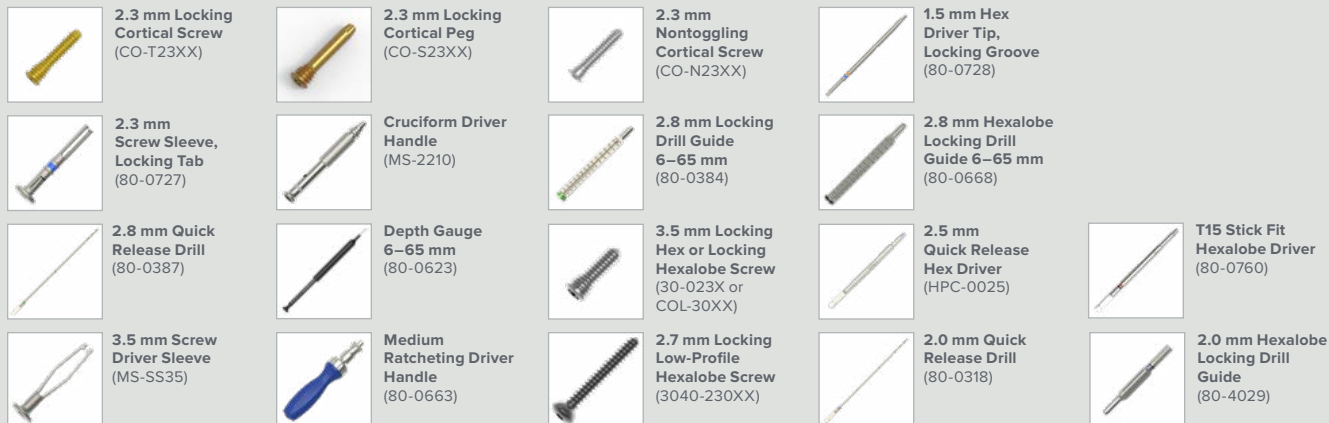 2.3 mm Locking
Cortical Screw
(CO-T23XX)
2.3 mm Locking
Cortical Peg
(CO-S23XX)
2.3 mm
Nontoggling
Cortical Screw
(CO-N23XX)
1.5 mm Hex
Driver Tip,
Locking Groove
(80-0728)
2.3 mm
Screw Sleeve,
Locking Tab
(80-0727)
Cruciform Driver
Handle
(MS-2210)
2.8 mm Locking
Drill Guide
6–65 mm
(80-0384)
2.8 mm Hexalobe
Locking Drill
Guide 6–65 mm
(80-0668)
2.8 mm Quick
Release Drill
(80-0387)
Depth Gauge
6–65 mm
(80-0623)
3.5 mm Locking
Hex or Locking
Hexalobe Screw
(30-023X or
COL-30XX)
2.5 mm
Quick Release
Hex Driver
(HPC-0025)
T15 Stick Fit
Hexalobe Driver
(80-0760)
3.5 mm Screw
Driver Sleeve
(MS-SS35)
Medium
Ratcheting Driver
Handle
(80-0663)
2.7 mm Locking
Low-Profile
Hexalobe Screw
(3040-230XX)
2.0 mm Quick
Release Drill
(80-0318)
2.0 mm Hexalobe
Locking Drill
Guide
(80-4029)